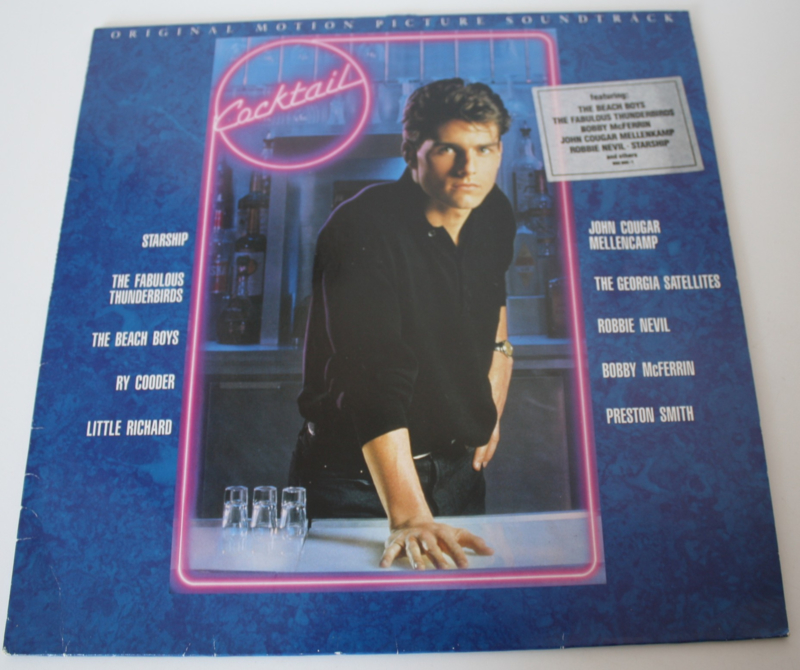 ORIGINAL MOTION PICTURE SOUNDTRACK
Cocktail
featuring:
THE BEACH BOYS
THE FABULOUS THUNDERBIRDS
BOBBY McFERRIN
JOHN COUGAR MELLENKAMP
ROBBIE NEVIL · STARSHIP
and others
STARSHIP
THE FABULOUS
THUNDERBIRDS
THE BEACH BOYS
RY COODER
LITTLE RICHARD
JOHN COUGAR
MELLENCAMP
THE GEORGIA SATELLITES
ROBBIE NEVIL
BOBBY McFERRIN
PRESTON SMITH